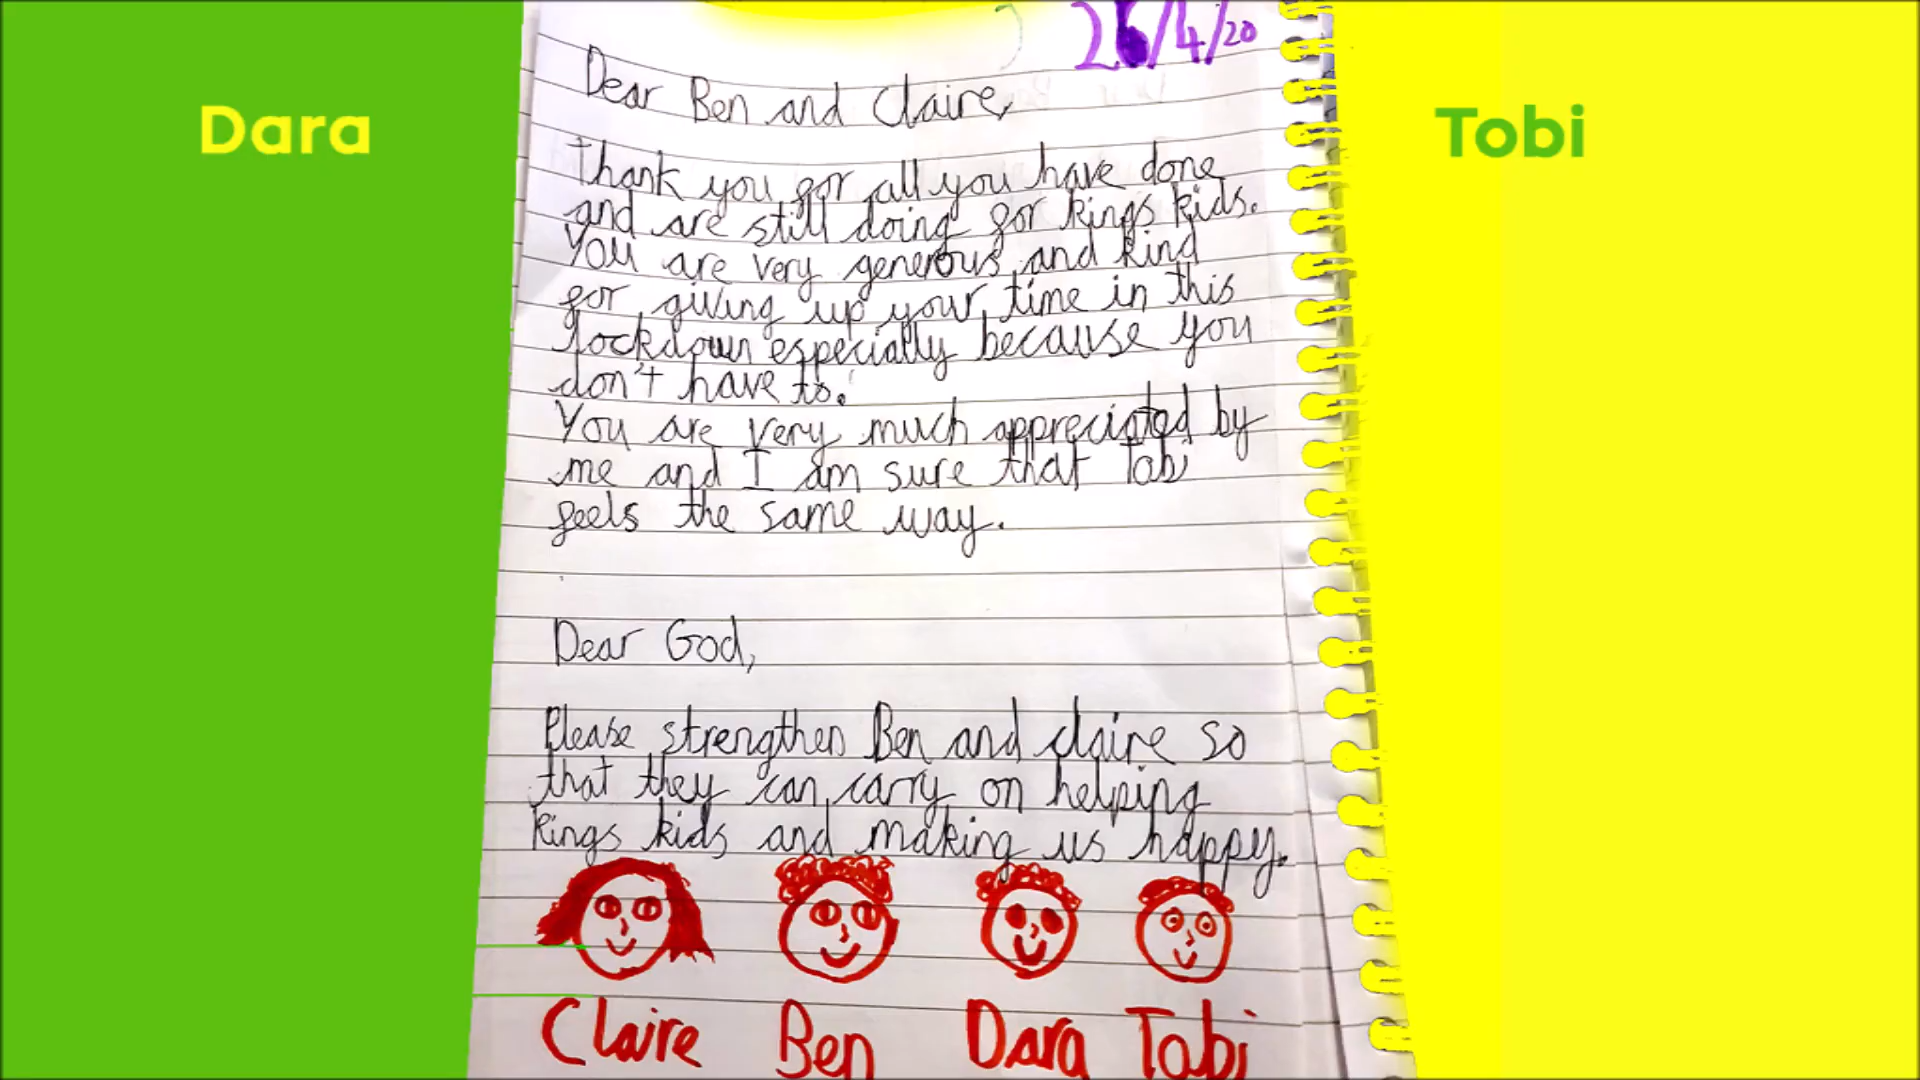 Dara
Tobi
26/4/20
Dear Ben and Claire,
Thank you for all you have done
and are still doing for kings kids.
You are very generous and kind
for giving up your time in this
lockdown especially because you
don't have to.
You are very much appreciated by
me and I am sure that Tobi
feels the same way.
Dear God,
Please strengthen Ben and claire so
that they can carry on helping
kings kids and making us happy.
Claire Ben Dara Tobi